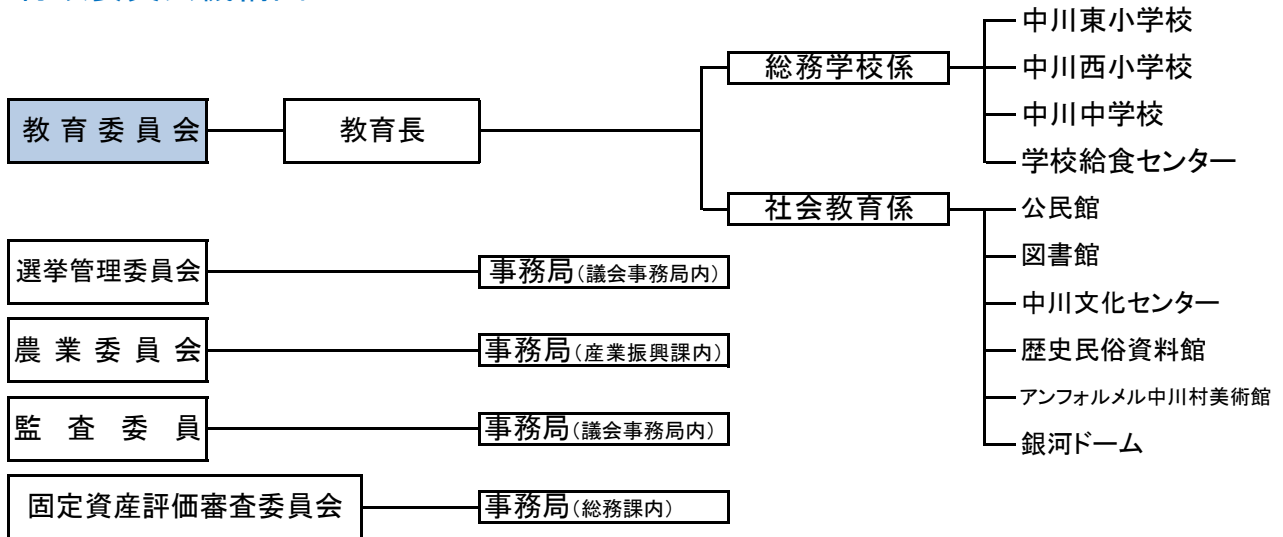 中川東小学校
総務学校係
中川西小学校
教育委員会
教育長
中川中学校
学校給食センター
社会教育係
公民館
図書館
選挙管理委員会
事務局(議会事務局内)
中川文化センター
農業委員会
事務局(産業振興課内)
歴史民俗資料館
アンフォルメル中川村美術館
監査委員
事務局(議会事務局内)
銀河ドーム
固定資産評価審査委員会
事務局(総務課内)